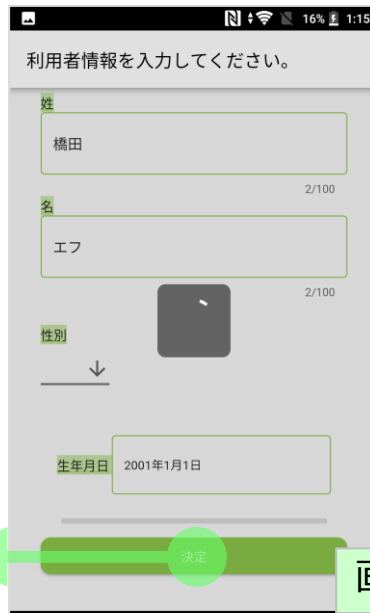 16% 1:15
利用者情報を入力してください。
姓
橋田
2/100
名
エフ
2/100
性別
生年月日 2001年1月1日
決定
画